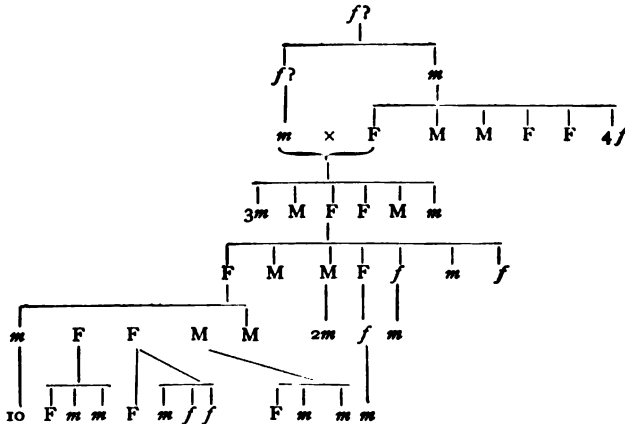 f?
f? m
m × F M M F F 4f
3m M F F M m
F M M F f m f
m F F M M 2m f m
10 F m m F m f f F m m m